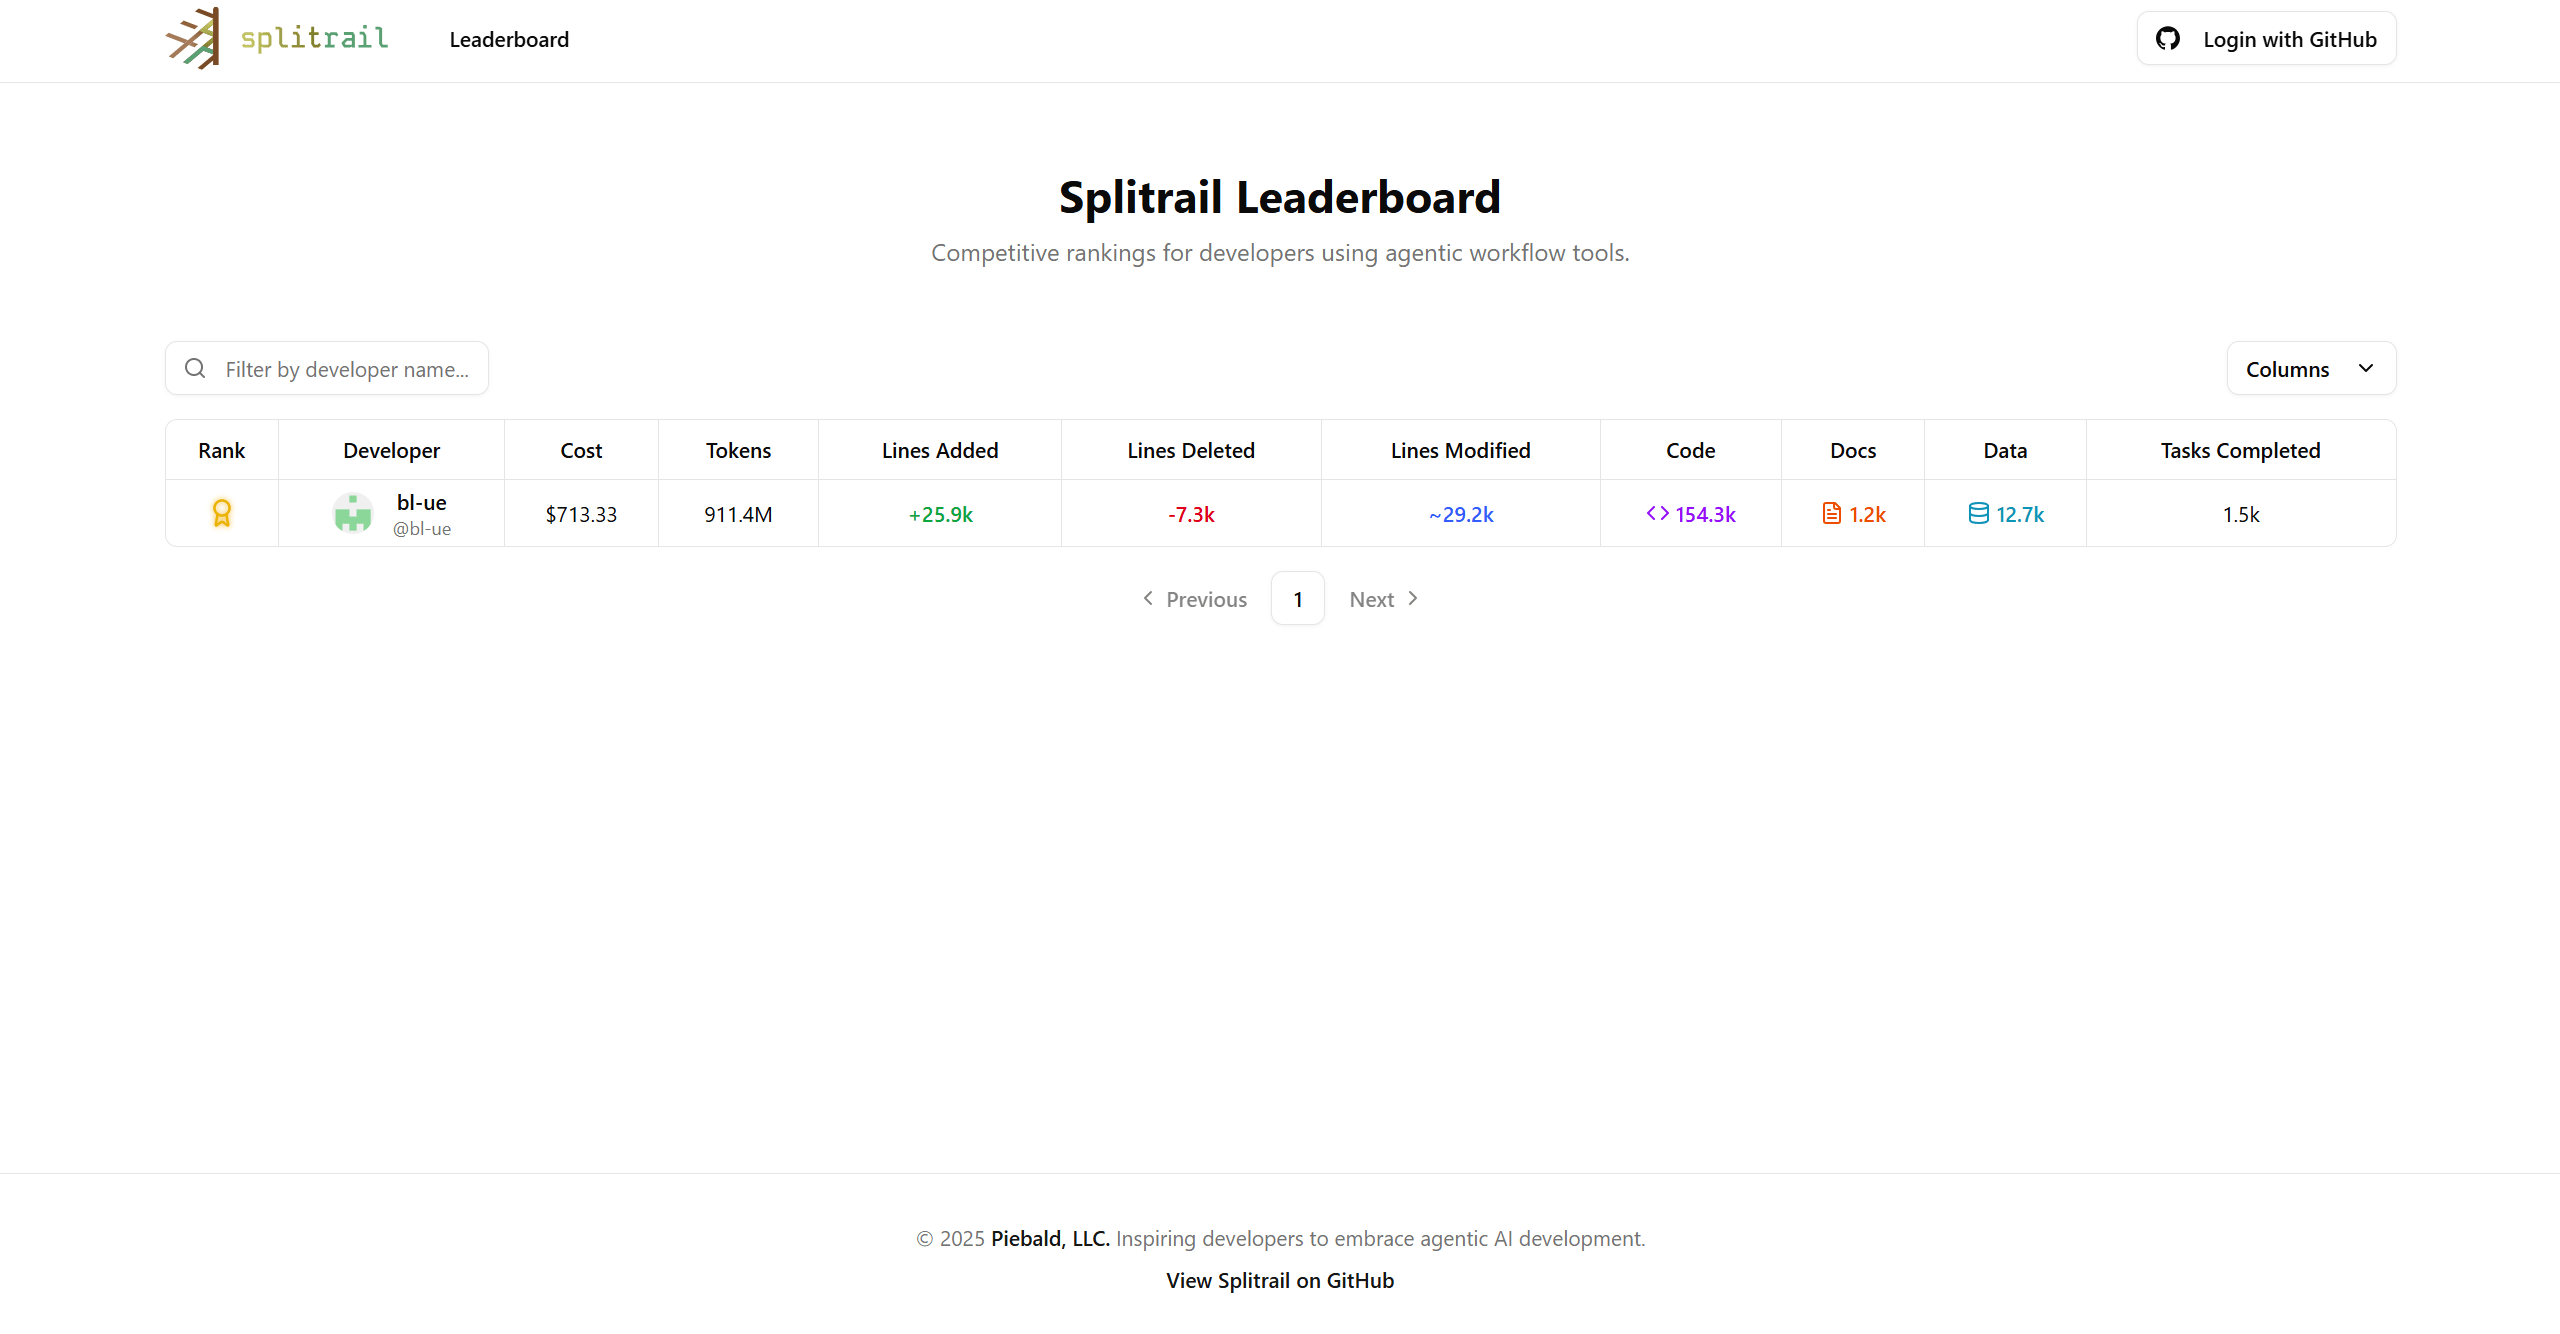 splitrail Leaderboard Login with GitHub
Splitrail Leaderboard
Competitive rankings for developers using agentic workflow tools.
Filter by developer name... Columns
Rank Developer Cost Tokens Lines Added Lines Deleted Lines Modified Code Docs Data Tasks Completed
bl-ue
@bl-ue
$713.33 911.4M +25.9k -7.3k ~29.2k 154.3k 1.2k 12.7k 1.5k
Previous 1 Next
© 2025 Piebald, LLC. Inspiring developers to embrace agentic AI development.
View Splitrail on GitHub